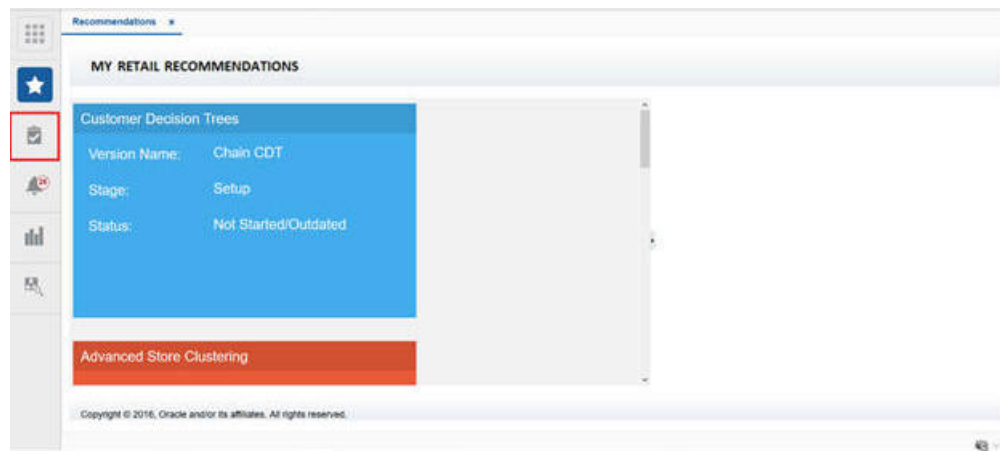 Recommendations ×
MY RETAIL RECOMMENDATIONS
Customer Decision Trees
Version Name: Chain CDT
Stage: Setup
Status: Not Started/Outdated
Advanced Store Clustering
Copyright © 2016, Oracle and/or its affiliates. All rights reserved.